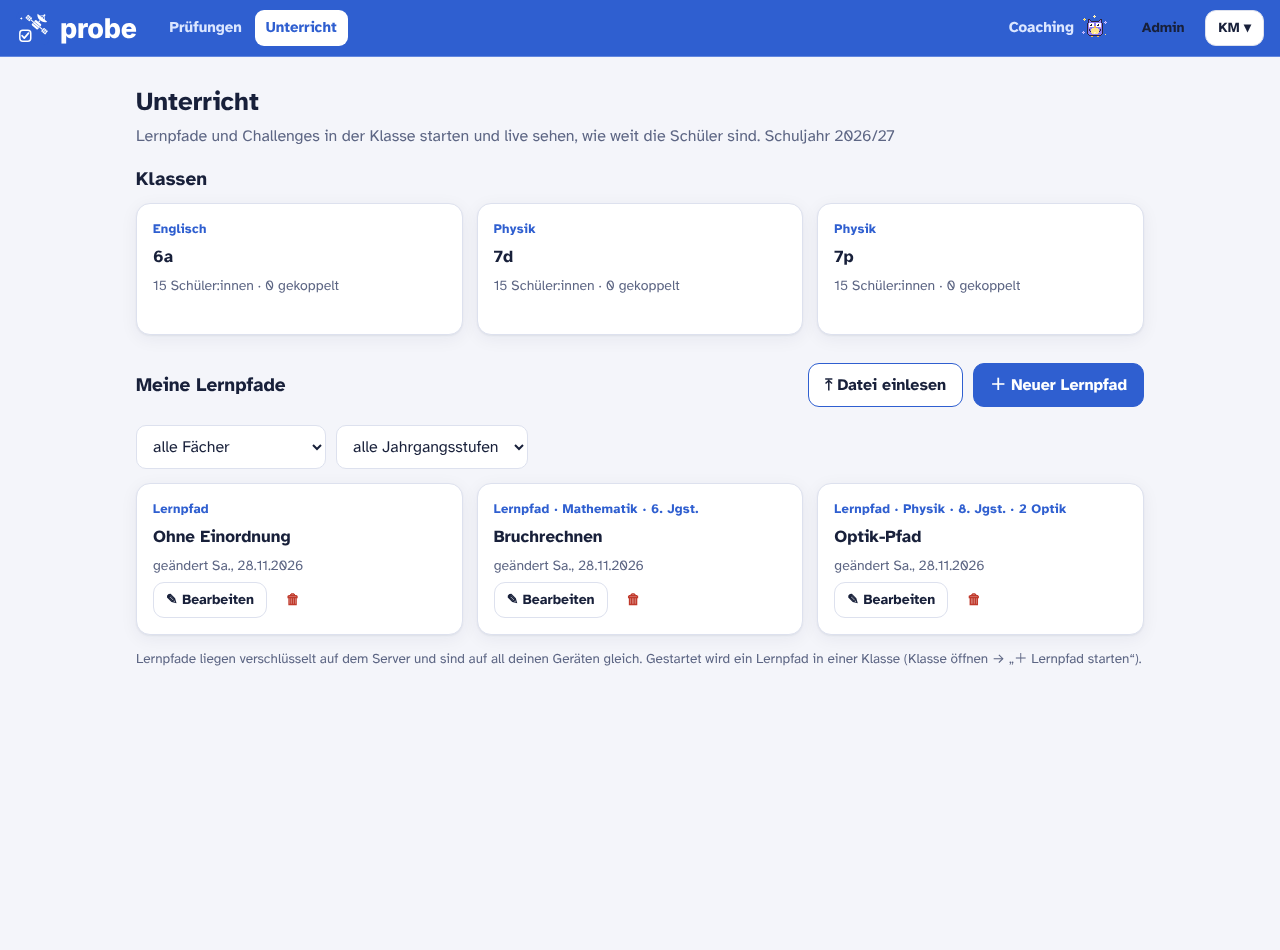 probe Prüfungen Unterricht Coaching Admin KM ▾
Unterricht
Lernpfade und Challenges in der Klasse starten und live sehen, wie weit die Schüler sind. Schuljahr 2026/27
Klassen
Englisch
6a
15 Schüler:innen · 0 gekoppelt
Physik
7d
15 Schüler:innen · 0 gekoppelt
Physik
7p
15 Schüler:innen · 0 gekoppelt
Meine Lernpfade
⤒ Datei einlesen
＋ Neuer Lernpfad
alle Fächer
alle Jahrgangsstufen
Lernpfad
Ohne Einordnung
geändert Sa., 28.11.2026
✎ Bearbeiten
Lernpfad · Mathematik · 6. Jgst.
Bruchrechnen
geändert Sa., 28.11.2026
✎ Bearbeiten
Lernpfad · Physik · 8. Jgst. · 2 Optik
Optik-Pfad
geändert Sa., 28.11.2026
✎ Bearbeiten
Lernpfade liegen verschlüsselt auf dem Server und sind auf all deinen Geräten gleich. Gestartet wird ein Lernpfad in einer Klasse (Klasse öffnen → „＋ Lernpfad starten“).